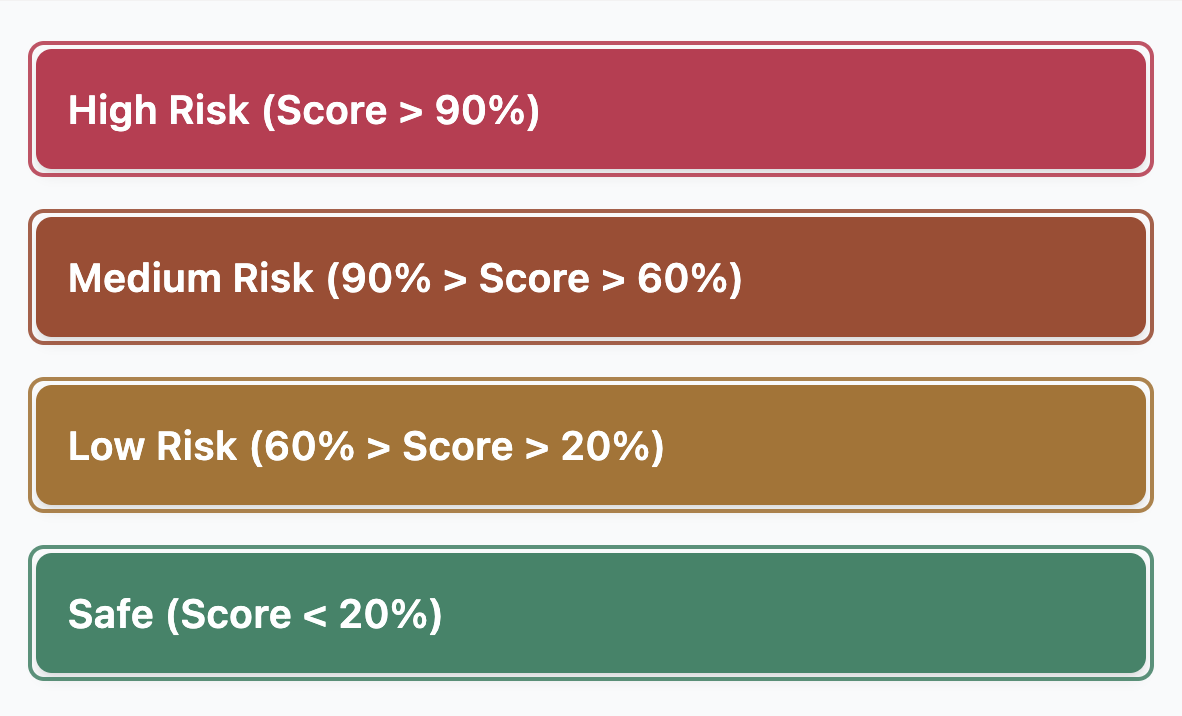 High Risk (Score > 90%)
Medium Risk (90% > Score > 60%)
Low Risk (60% > Score > 20%)
Safe (Score < 20%)